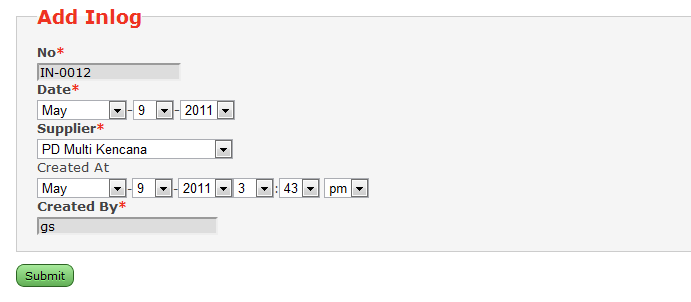 Add Inlog
No*
IN-0012
Date*
May - 9 - 2011
Supplier*
PD Multi Kencana
Created At
May - 9 - 2011 3 : 43 pm
Created By*
gs
Submit